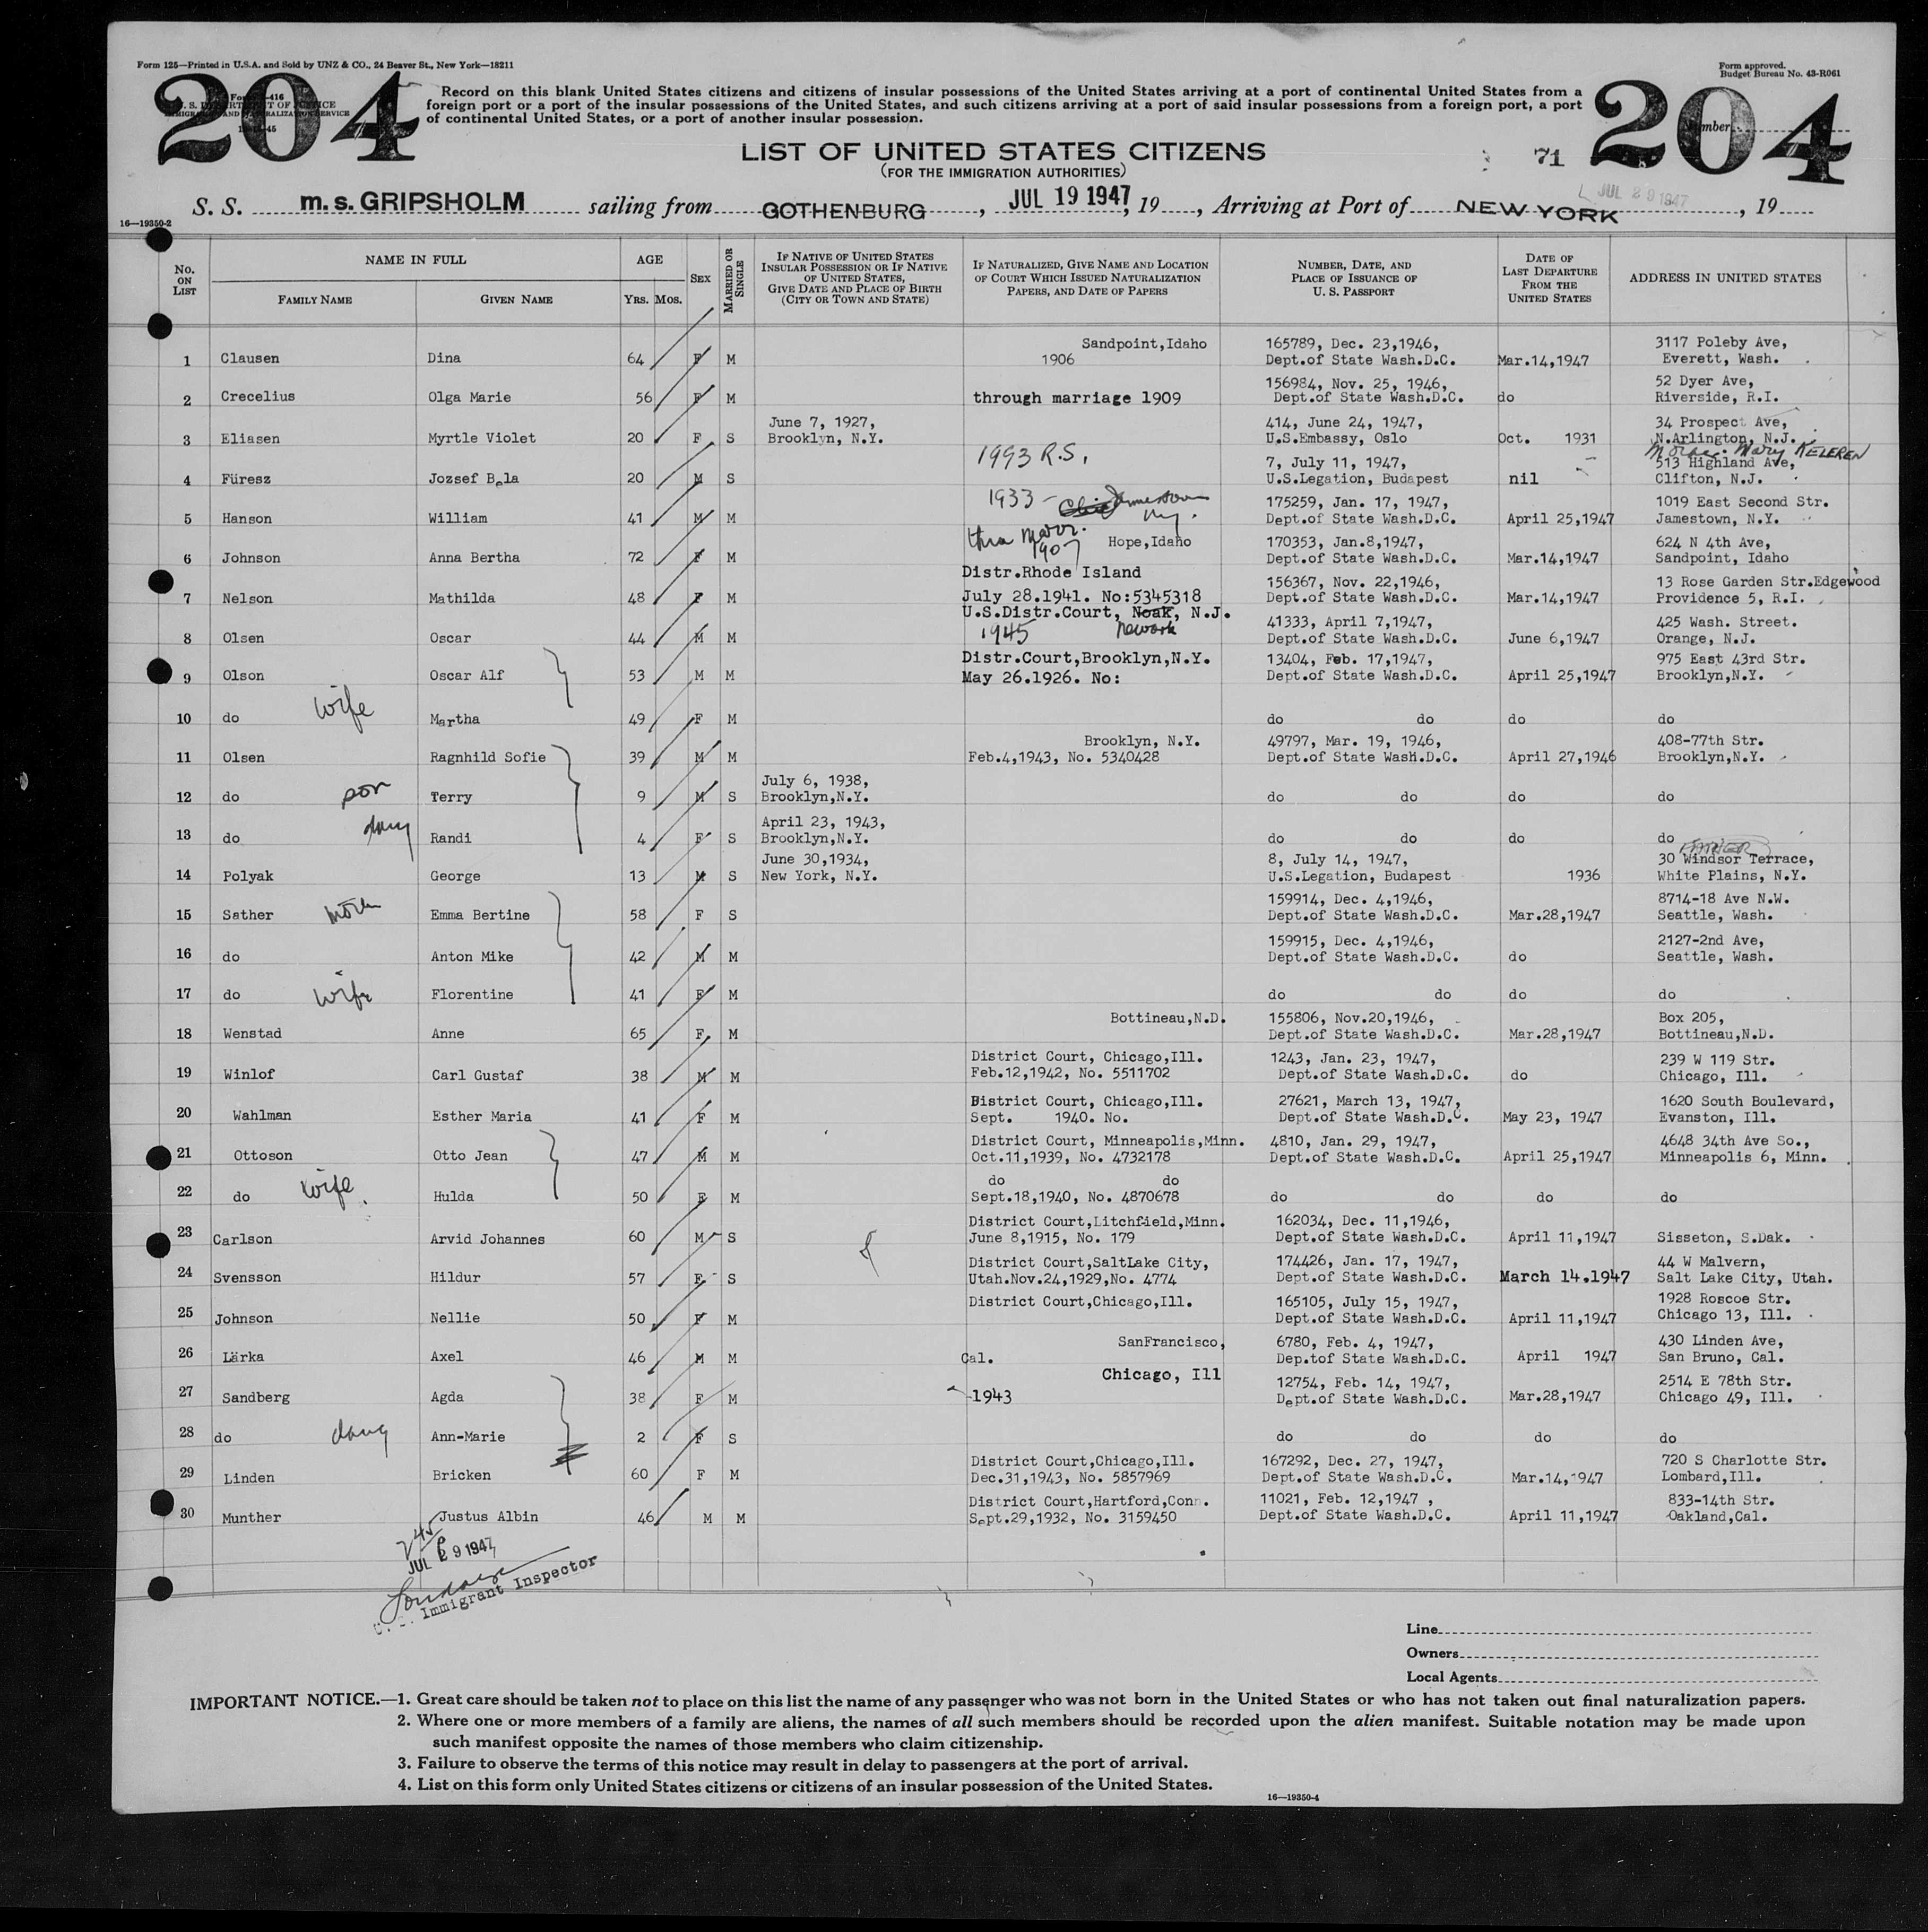 Form 125—Printed in U.S.A. and Sold by UNZ & CO., 24 Beaver St., New York—18211
Form approved.
Budget Bureau No. 43-R061
204
204
Number
Record on this blank United States citizens and citizens of insular possessions of the United States arriving at a port of continental United States from a
foreign port or a port of the insular possessions of the United States, and such citizens arriving at a port of said insular possessions from a foreign port, a port
of continental United States, or a port of another insular possession.
LIST OF UNITED STATES CITIZENS
(FOR THE IMMIGRATION AUTHORITIES)
71
S. S. m.s. GRIPSHOLM sailing from GOTHENBURG, JUL 19 1947, 19, Arriving at Port of NEW YORK, 19
JUL 29 1947
16—19350-2
No. ON LIST
NAME IN FULL
FAMILY NAME
GIVEN NAME
AGE
Yrs. Mos.
SEX
MARRIED OR SINGLE
IF NATIVE OF UNITED STATES
INSULAR POSSESSION OR IF NATIVE
OF UNITED STATES,
GIVE DATE AND PLACE OF BIRTH
(CITY OR TOWN AND STATE)
IF NATURALIZED, GIVE NAME AND LOCATION
OF COURT WHICH ISSUED NATURALIZATION
PAPERS, AND DATE OF PAPERS
NUMBER, DATE, AND
PLACE OF ISSUANCE OF
U. S. PASSPORT
DATE OF
LAST DEPARTURE
FROM THE
UNITED STATES
ADDRESS IN UNITED STATES
Sandpoint,Idaho 165789, Dec. 23,1946, 3117 Poleby Ave,
1 Clausen Dina 64 F M 1906 Dept.of State Wash.D.C. Mar.14,1947 Everett, Wash.
156984, Nov. 25, 1946, 52 Dyer Ave,
2 Crecelius Olga Marie 56 F M through marriage 1909 Dept.of State Wash.D.C. do Riverside, R.I.
June 7, 1927, 414, June 24, 1947, 34 Prospect Ave,
3 Eliasen Myrtle Violet 20 F S Brooklyn, N.Y. U.S.Embassy, Oslo Oct. 1931 N.Arlington, N.J.
1993 R.S. Mother: Mary KELEREN
7, July 11, 1947, 513 Highland Ave,
4 Füresz Jozsef Bela 20 M S U.S.Legation, Budapest nil Clifton, N.J.
1933 - Jamestown N.Y. 175259, Jan. 17, 1947, 1019 East Second Str.
5 Hanson William 41 M M Dept.of State Wash.D.C. April 25,1947 Jamestown, N.Y.
thru Marr. 1907 Hope,Idaho 170353, Jan.8,1947, 624 N 4th Ave,
6 Johnson Anna Bertha 72 F M Dept.of State Wash.D.C. Mar.14,1947 Sandpoint, Idaho
Distr.Rhode Island 156367, Nov. 22,1946, 13 Rose Garden Str.Edgewood
7 Nelson Mathilda 48 F M July 28.1941. No:5345318 Dept.of State Wash.D.C. Mar.14,1947 Providence 5, R.I.
U.S.Distr.Court, Noak, N.J. 41333, April 7,1947, 425 Wash. Street.
8 Olsen Oscar 44 M M 1945 Newark Dept.of State Wash.D.C. June 6,1947 Orange, N.J.
Distr.Court,Brooklyn,N.Y. 13404, Feb. 17,1947, 975 East 43rd Str.
9 Olson Oscar Alf 53 M M May 26.1926. No: Dept.of State Wash.D.C. April 25,1947 Brooklyn,N.Y.
10 do wife Martha 49 F M do do do do
Brooklyn, N.Y. 49797, Mar. 19, 1946, 408-77th Str.
11 Olsen Ragnhild Sofie 39 M M Feb.4,1943, No. 5340428 Dept.of State Wash.D.C. April 27,1946 Brooklyn,N.Y.
July 6, 1938,
12 do son Terry 9 M S Brooklyn,N.Y. do do do do
April 23, 1943,
13 do daug Randi 4 F S Brooklyn,N.Y. do do do do
FATHER
June 30,1934, 8, July 14, 1947, 30 Windsor Terrace,
14 Polyak George 13 M S New York, N.Y. U.S.Legation, Budapest 1936 White Plains, N.Y.
159914, Dec. 4,1946, 8714-18 Ave N.W.
15 Sather Emma Bertine 58 F S Dept.of State Wash.D.C. Mar.28,1947 Seattle, Wash.
159915, Dec. 4,1946, 2127-2nd Ave,
16 do Anton Mike 42 M M Dept.of State Wash.D.C. do Seattle, Wash.
17 do wife Florentine 41 F M do do do do
Bottineau,N.D. 155806, Nov.20,1946, Box 205,
18 Wenstad Anne 65 F M Dept.of State Wash.D.C. Mar.28,1947 Bottineau,N.D.
District Court, Chicago,Ill. 1243, Jan. 23, 1947, 239 W 119 Str.
19 Winlof Carl Gustaf 38 M M Feb.12,1942, No. 5511702 Dept.of State Wash.D.C. do Chicago, Ill.
District Court, Chicago,Ill. 27621, March 13, 1947, 1620 South Boulevard,
20 Wahlman Esther Maria 41 F M Sept. 1940. No. Dept.of State Wash.D.C. May 23, 1947 Evanston, Ill.
District Court, Minneapolis,Minn. 4810, Jan. 29, 1947, 4648 34th Ave So.,
21 Ottoson Otto Jean 47 M M Oct.11,1939, No. 4732178 Dept.of State Wash.D.C. April 25,1947 Minneapolis 6, Minn.
do do
22 do wife Hulda 50 F M Sept.18,1940, No. 4870678 do do do do
District Court,Litchfield,Minn. 162034, Dec. 11,1946,
23 Carlson Arvid Johannes 60 M S June 8,1915, No. 179 Dept.of State Wash.D.C. April 11,1947 Sisseton, S.Dak.
District Court,SaltLake City, 174426, Jan. 17, 1947, 44 W Malvern,
24 Svensson Hildur 57 F S Utah.Nov.24,1929,No. 4774 Dept.of State Wash.D.C. March 14.1947 Salt Lake City, Utah.
District Court,Chicago,Ill. 165105, July 15, 1947, 1928 Roscoe Str.
25 Johnson Nellie 50 F M Dept.of State Wash.D.C. April 11,1947 Chicago 13, Ill.
SanFrancisco, 6780, Feb. 4, 1947, 430 Linden Ave,
26 Lärka Axel 46 M M Cal. Dep.tof State Wash.D.C. April 1947 San Bruno, Cal.
Chicago, Ill 12754, Feb. 14, 1947, 2514 E 78th Str.
27 Sandberg Agda 38 F M -1943 Dept.of State Wash.D.C. Mar.28,1947 Chicago 49, Ill.
28 do daug Ann-Marie 2 F S do do do do
District Court,Chicago,Ill. 167292, Dec. 27, 1947, 720 S Charlotte Str.
29 Linden Bricken 60 F M Dec.31,1943, No. 5857969 Dept.of State Wash.D.C. Mar.14,1947 Lombard,Ill.
District Court,Hartford,Conn. 11021, Feb. 12,1947 , 833-14th Str.
30 Munther Justus Albin 46 M M Sept.29,1932, No. 3159450 Dept.of State Wash.D.C. April 11,1947 Oakland,Cal.
JUL 29 1947
U. S. Immigrant Inspector
Line
Owners
Local Agents
IMPORTANT NOTICE.—1. Great care should be taken not to place on this list the name of any passenger who was not born in the United States or who has not taken out final naturalization papers.
2. Where one or more members of a family are aliens, the names of all such members should be recorded upon the alien manifest. Suitable notation may be made upon
such manifest opposite the names of those members who claim citizenship.
3. Failure to observe the terms of this notice may result in delay to passengers at the port of arrival.
4. List on this form only United States citizens or citizens of an insular possession of the United States.
16—19350-4